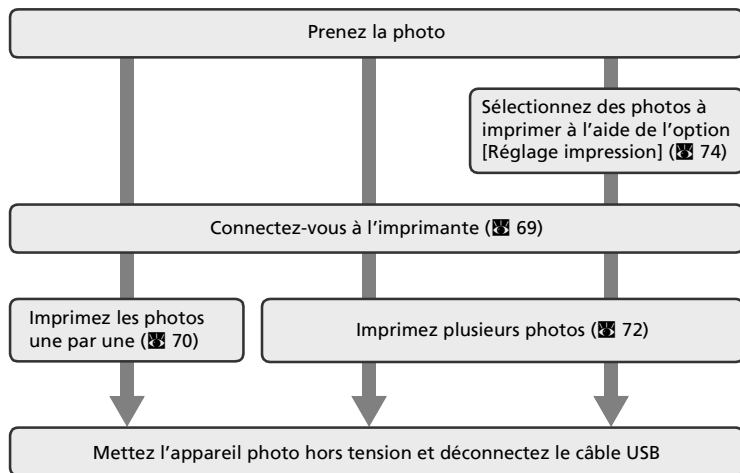 Prenez la photo
Sélectionnez des photos à
imprimer à l’aide de l’option
[Réglage impression] ( 74)
Connectez-vous à l’imprimante ( 69)
Imprimez les photos
une par une ( 70)
Imprimez plusieurs photos ( 72)
Mettez l’appareil photo hors tension et déconnectez le câble USB